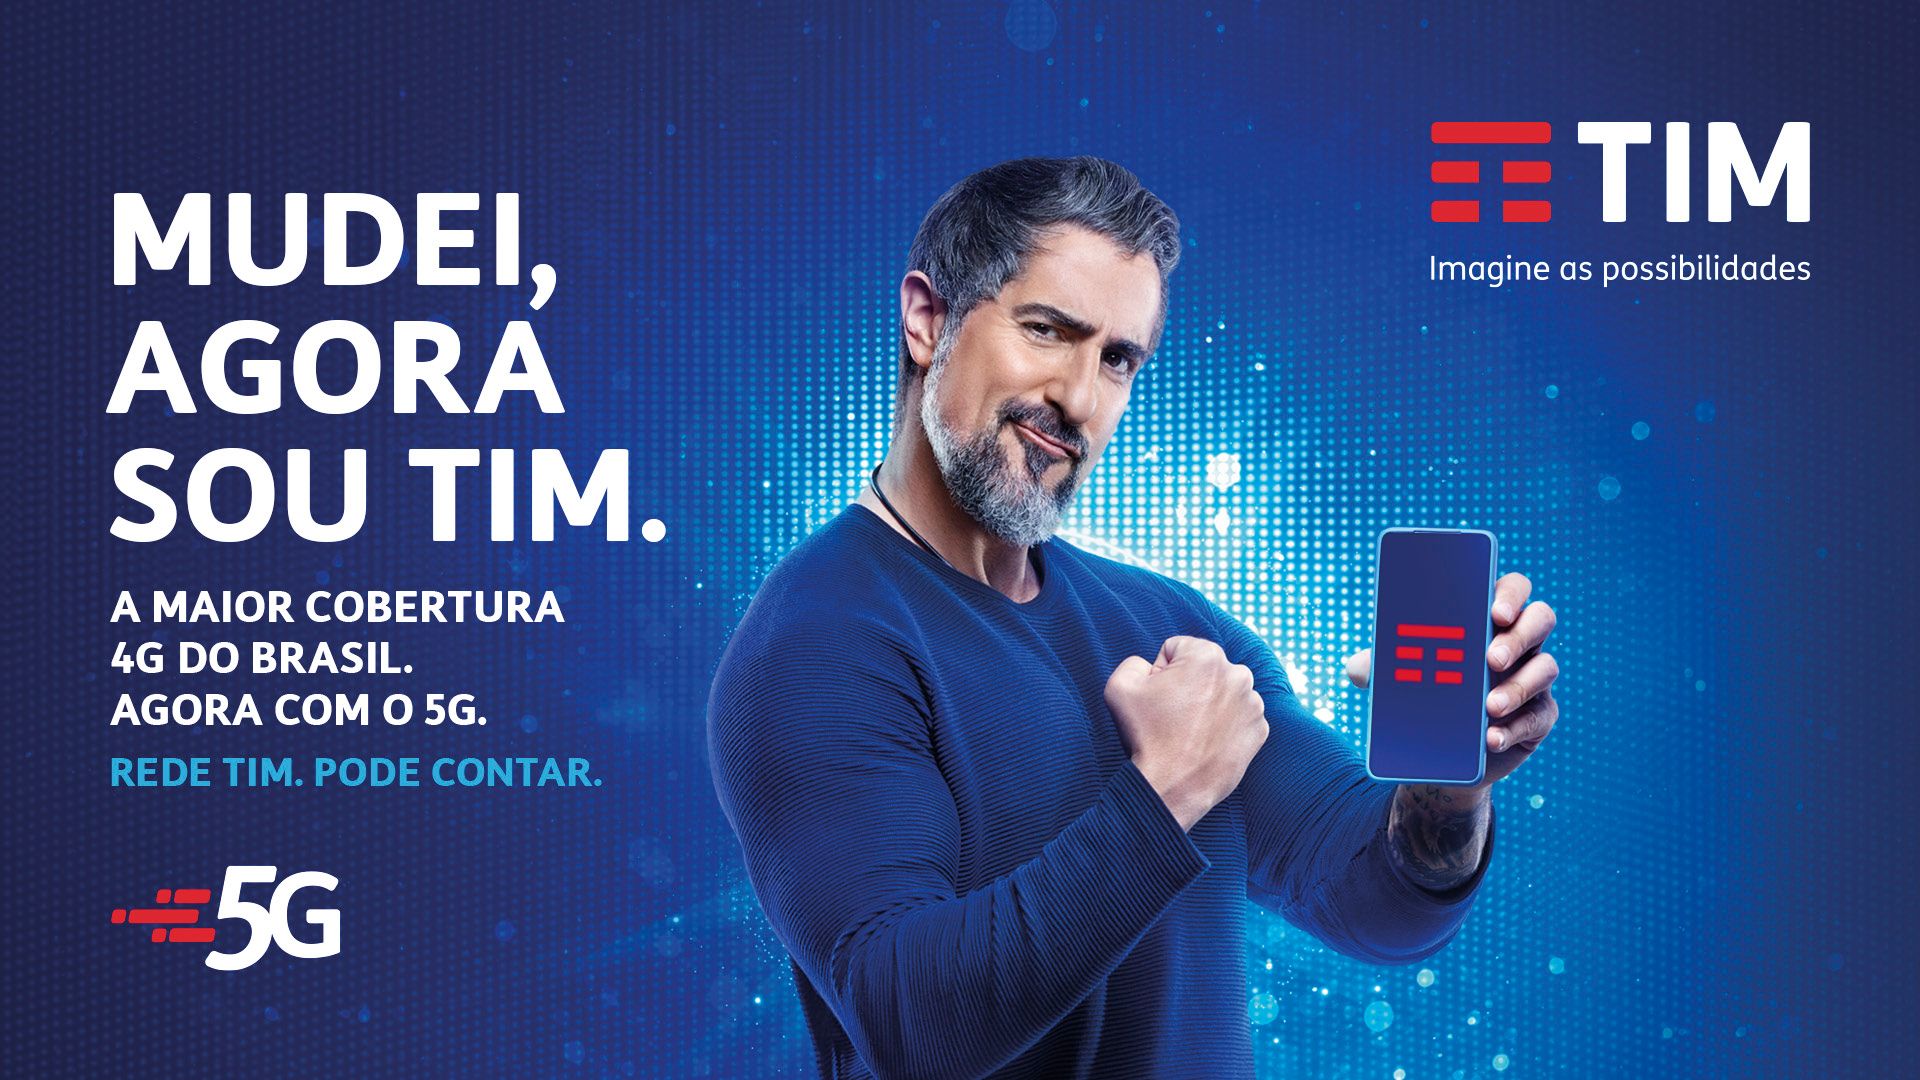 MUDEI,
AGORA
SOU TIM.
A MAIOR COBERTURA
4G DO BRASIL.
AGORA COM O 5G.
REDE TIM. PODE CONTAR.
5G
TIM
Imagine as possibilidades